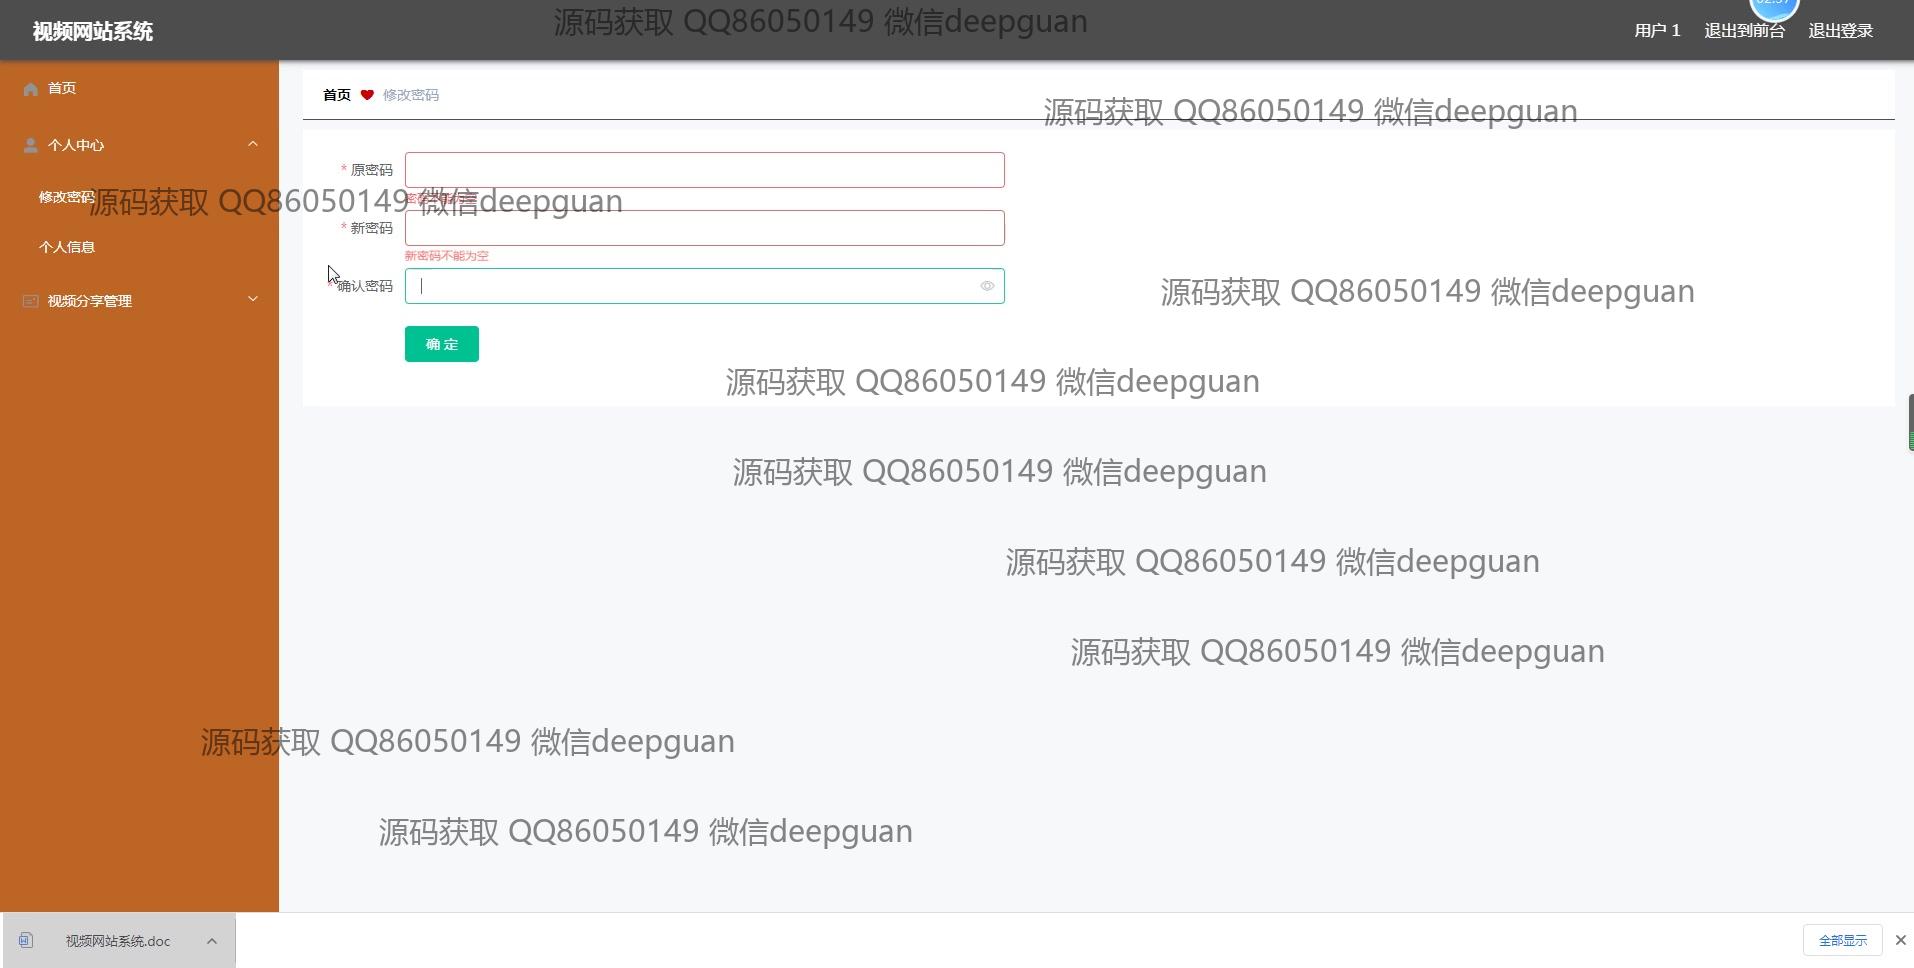 视频网站系统
源码获取 QQ86050149 微信deepguan
用户 1 退出到前台 退出登录
首页
首页 修改密码
源码获取 QQ86050149 微信deepguan
个人中心
* 原密码
修改密码
源码获取 QQ86050149 微信deepguan
密码不能为空
* 新密码
个人信息
新密码不能为空
* 确认密码
源码获取 QQ86050149 微信deepguan
视频分享管理
确 定
源码获取 QQ86050149 微信deepguan
源码获取 QQ86050149 微信deepguan
源码获取 QQ86050149 微信deepguan
源码获取 QQ86050149 微信deepguan
源码获取 QQ86050149 微信deepguan
源码获取 QQ86050149 微信deepguan
视频网站系统.doc
全部显示